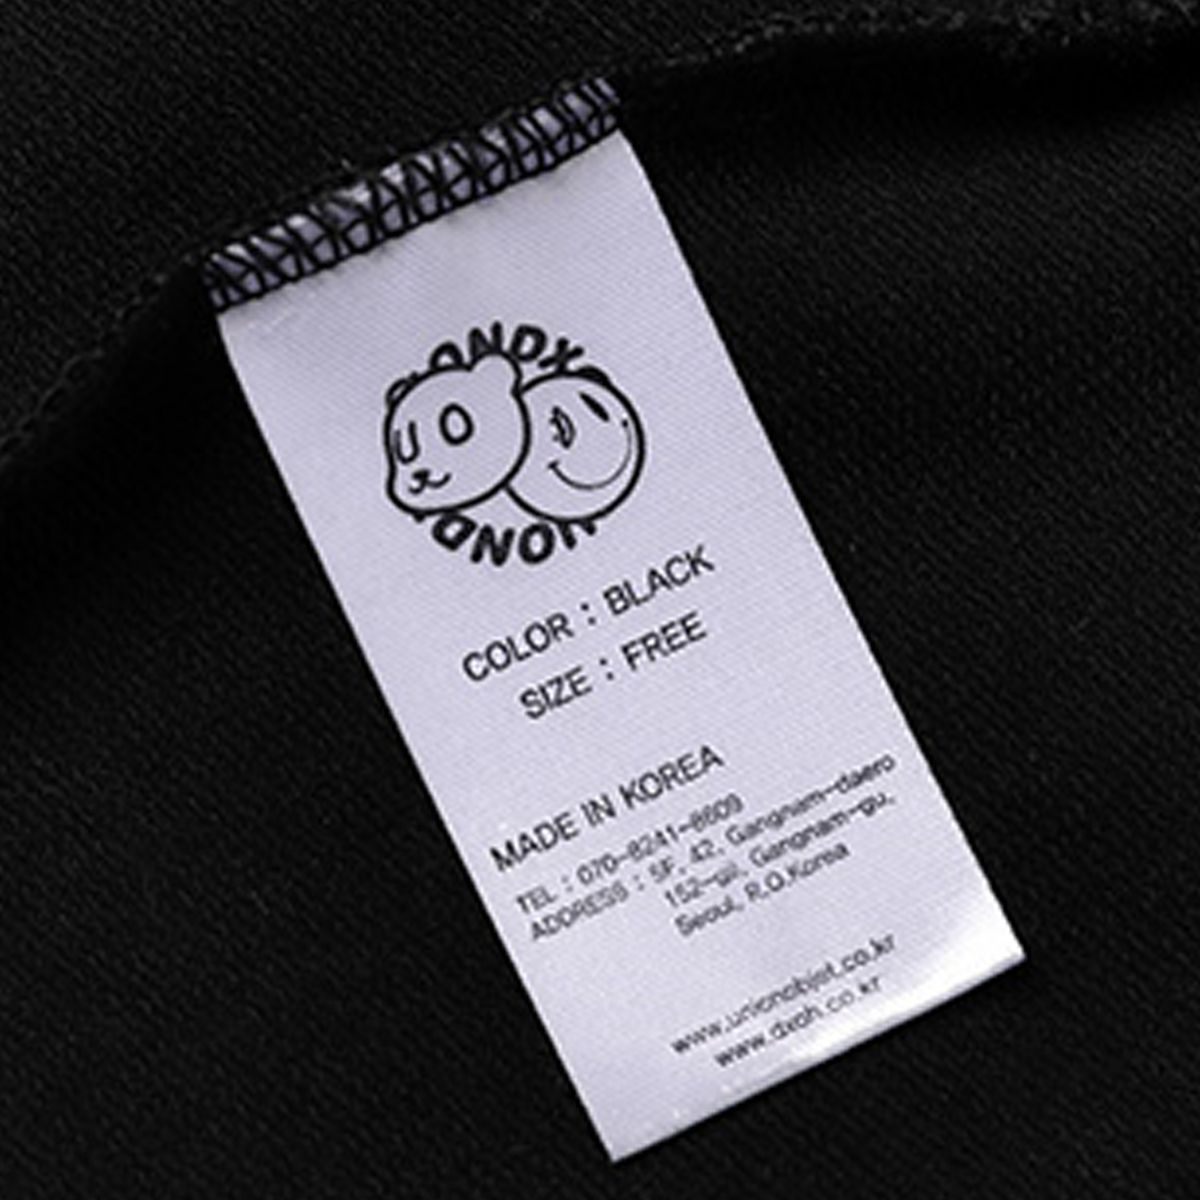 U O
COLOR : BLACK
SIZE : FREE
MADE IN KOREA
TEL : 070-8241-8609
ADDRESS : 5F, 42, Gangnam-daero
152-gil, Gangnam-gu,
Seoul, R.O.Korea
www.unionobjet.co.kr
www.dxoh.co.kr